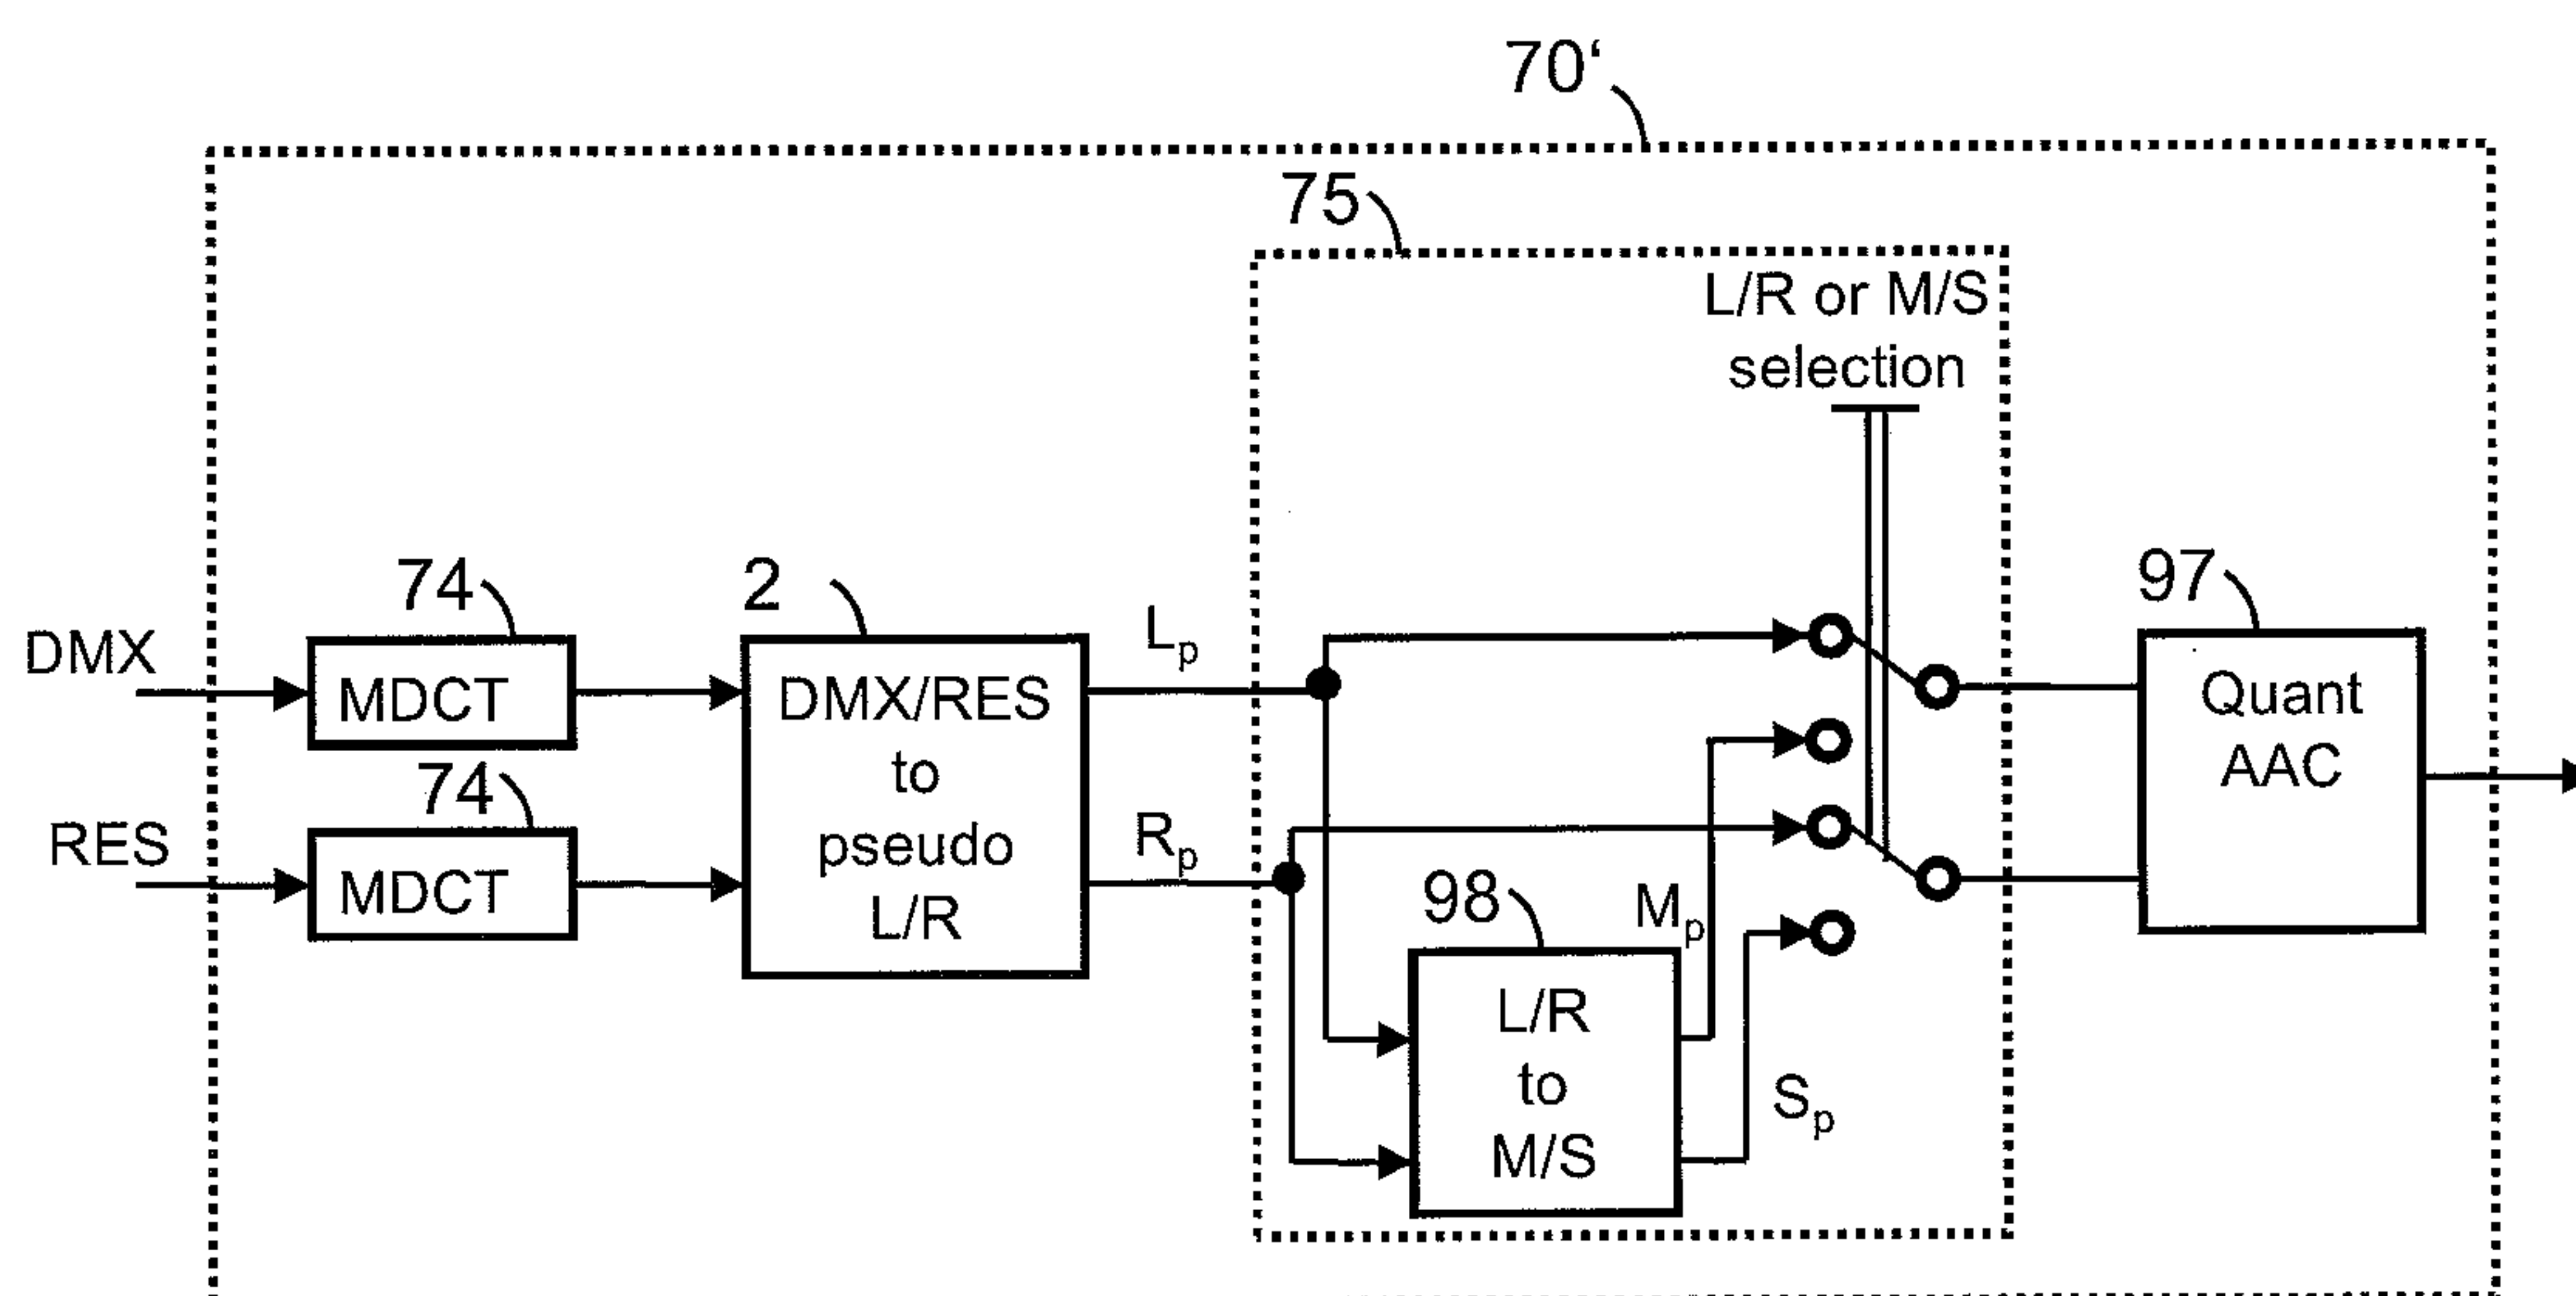 70‘
75
L/R or M/S
selection
74
2
97
DMX
MDCT
DMX/RES
to
pseudo
L/R
Lp
Quant
AAC
74
RES
MDCT
Rp
98
Mp
L/R
to
M/S
Sp